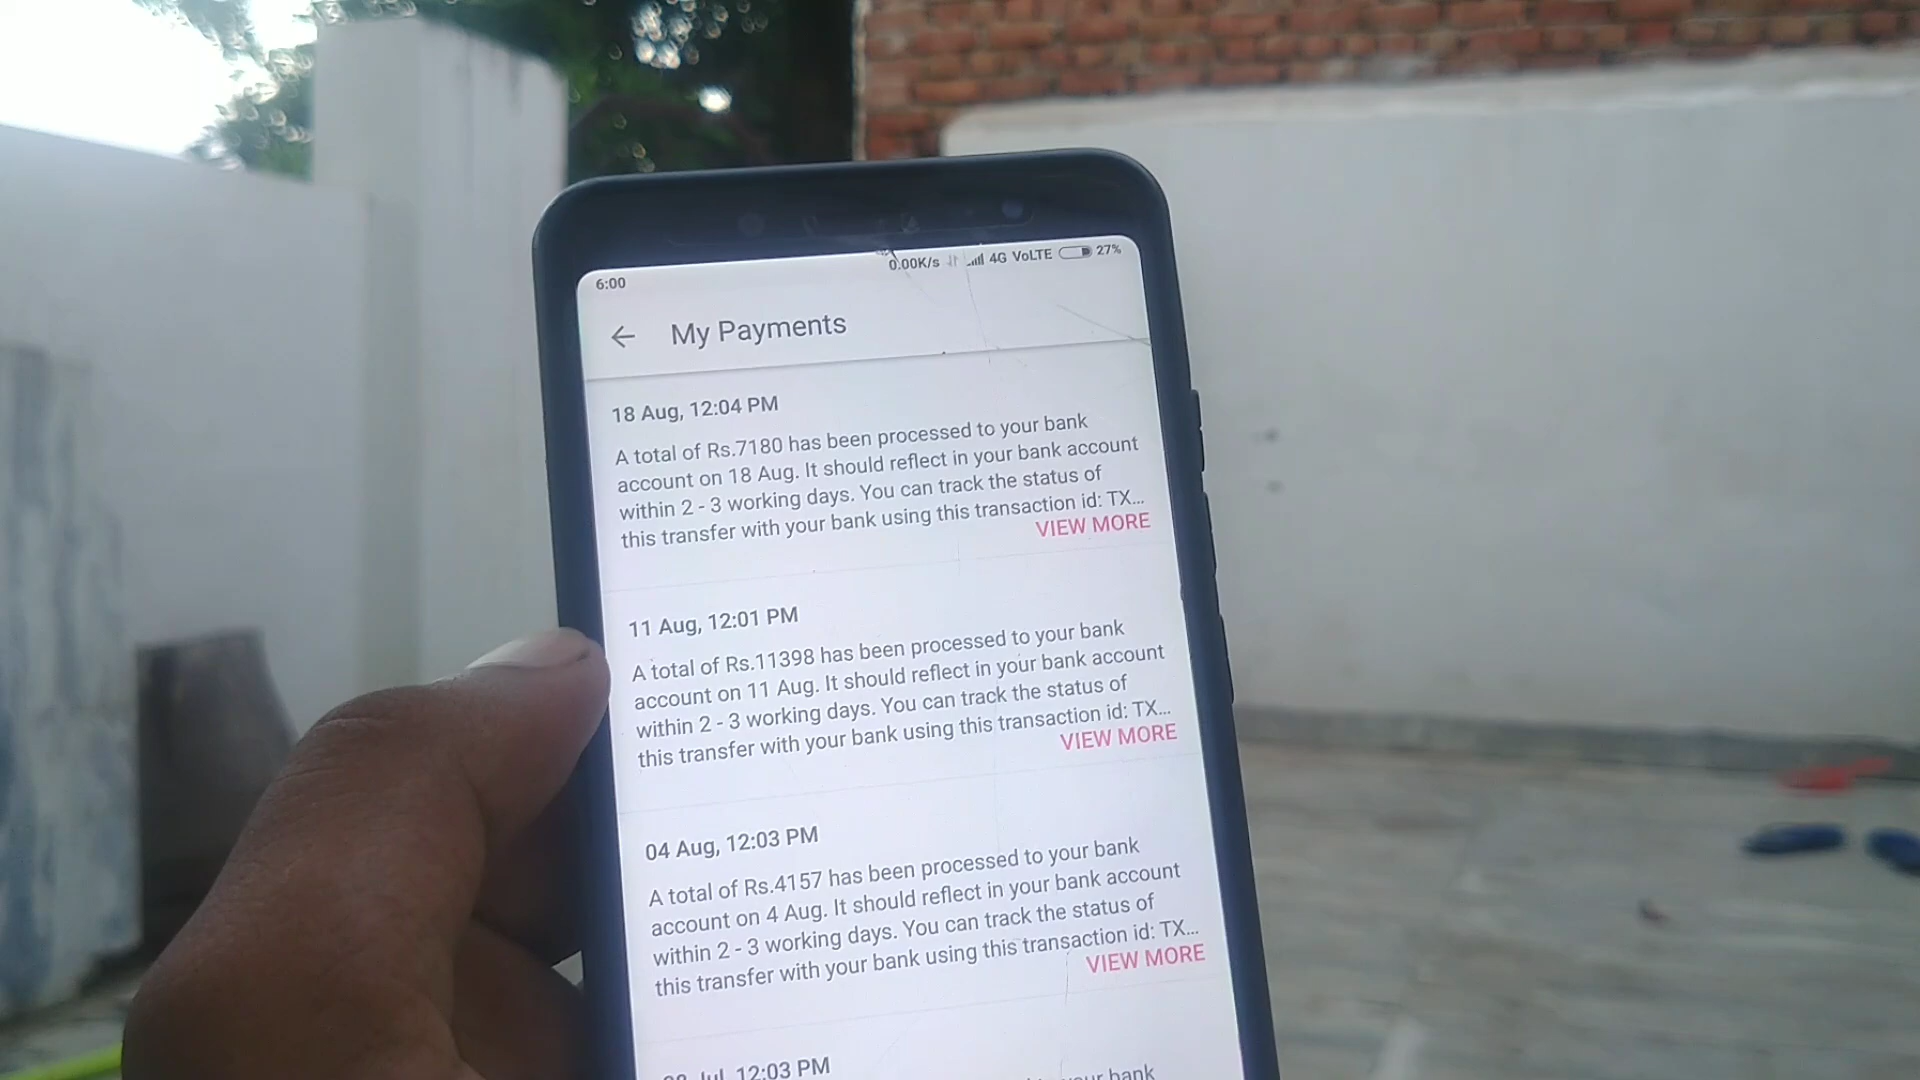 6:00 0.00K/s 4G VoLTE 27%
My Payments
18 Aug, 12:04 PM
A total of Rs.7180 has been processed to your bank
account on 18 Aug. It should reflect in your bank account
within 2 - 3 working days. You can track the status of
this transfer with your bank using this transaction id: TX...
VIEW MORE
11 Aug, 12:01 PM
A total of Rs.11398 has been processed to your bank
account on 11 Aug. It should reflect in your bank account
within 2 - 3 working days. You can track the status of
this transfer with your bank using this transaction id: TX...
VIEW MORE
04 Aug, 12:03 PM
A total of Rs.4157 has been processed to your bank
account on 4 Aug. It should reflect in your bank account
within 2 - 3 working days. You can track the status of
this transfer with your bank using this transaction id: TX...
VIEW MORE
Jul, 12:03 PM
your bank